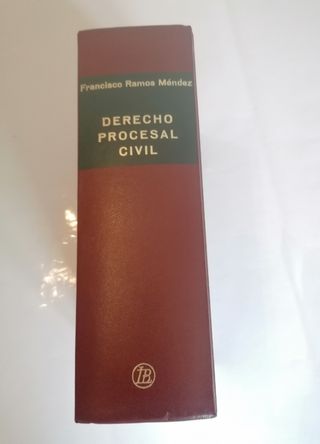 Francisco Ramos Méndez
DERECHO
PROCESAL
CIVIL